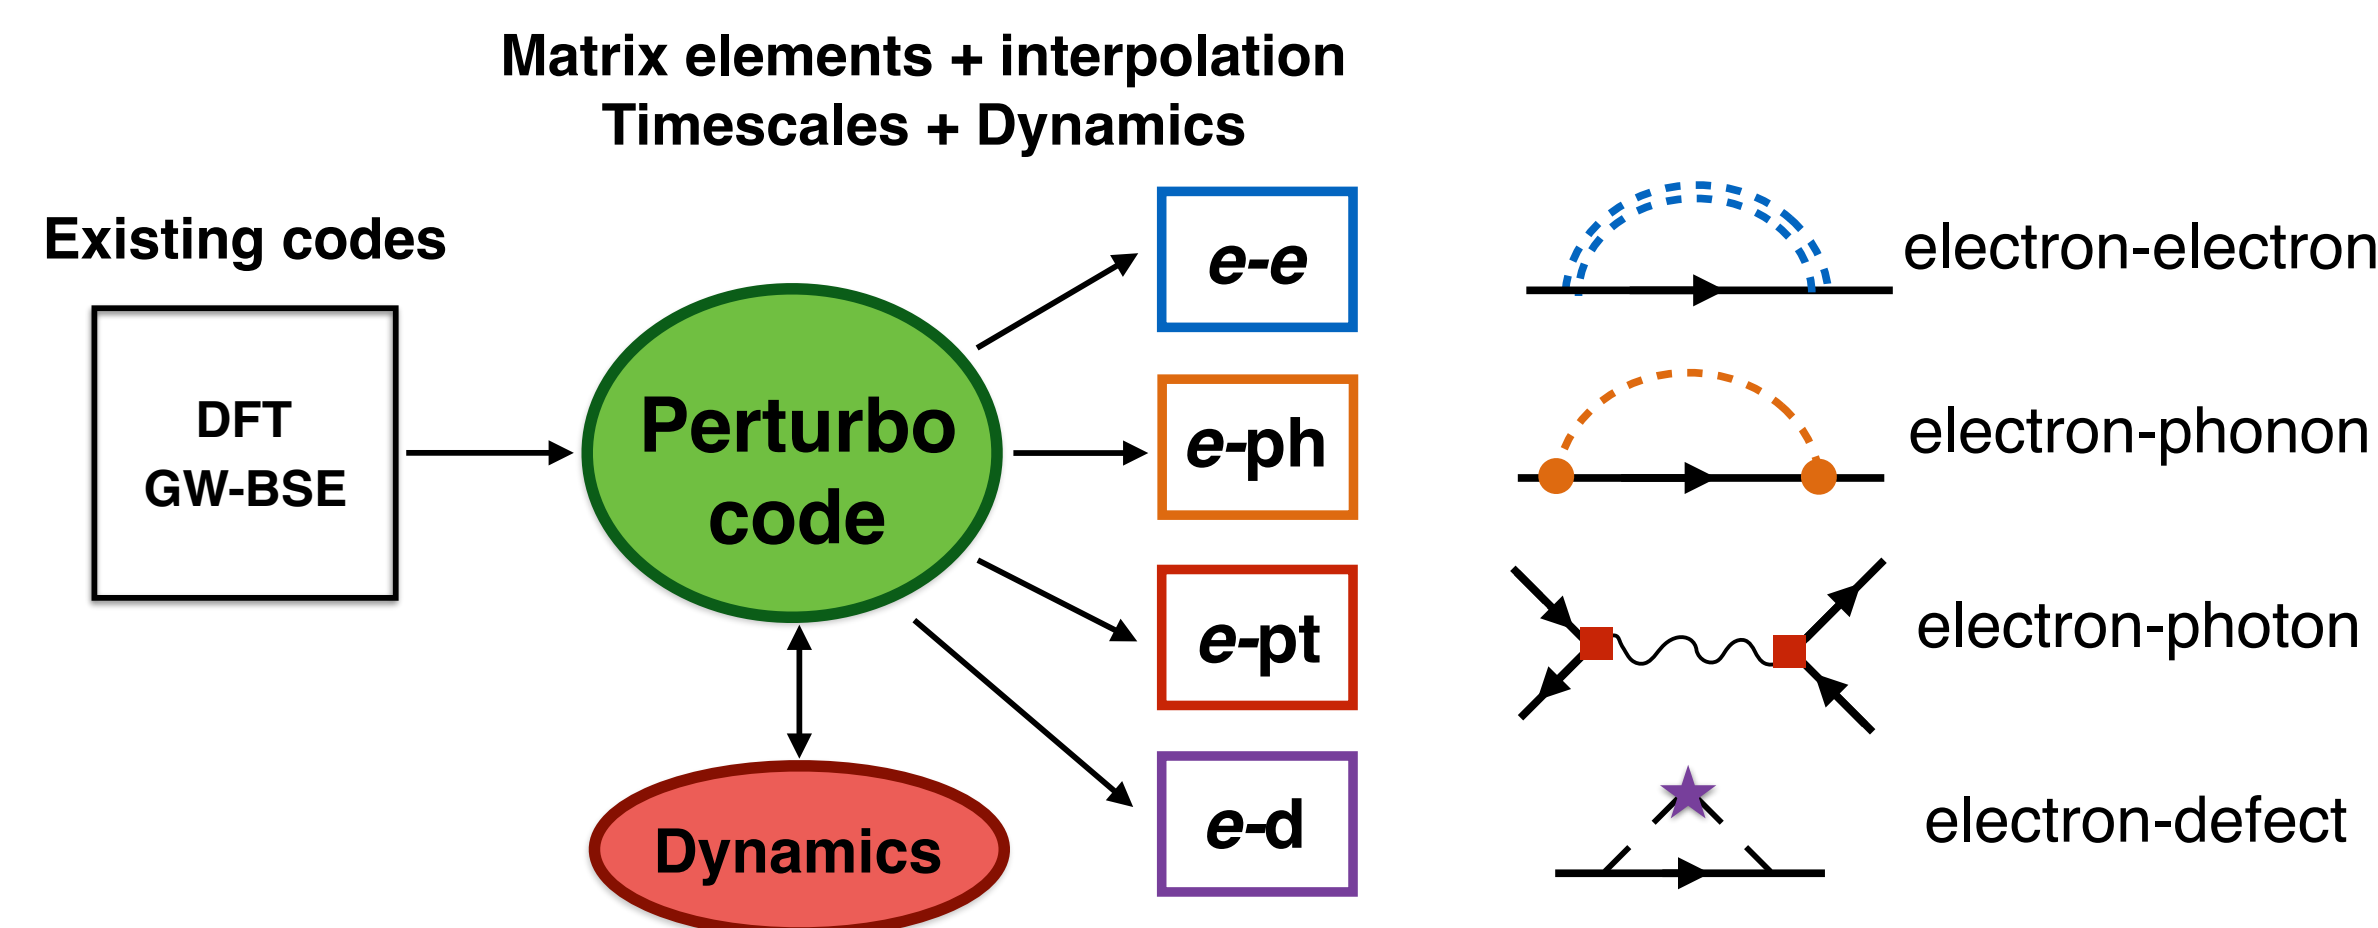 Matrix elements + interpolation
Timescales + Dynamics
Existing codes
DFT
GW-BSE
Perturbo
code
Dynamics
e-e
electron-electron
e-ph
electron-phonon
e-pt
electron-photon
e-d
electron-defect